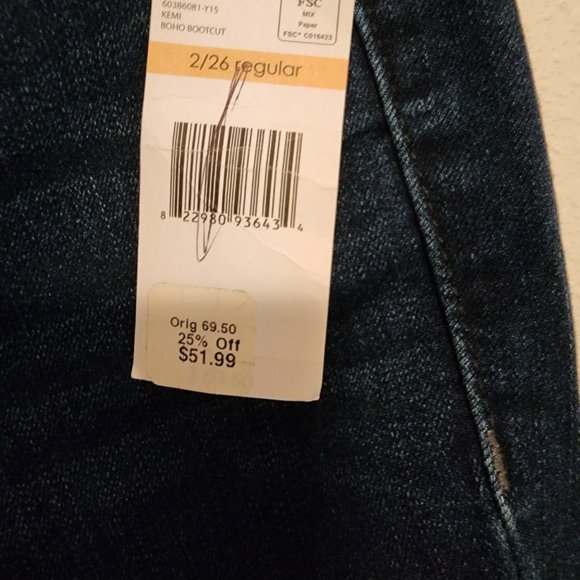 60386081-Y15
KEMI
BOHO BOOTCUT
FSC
MIX
Paper
FSC® C016423
2/26 regular
8 22980 93643 4
Orig 69.50
25% Off
$51.99